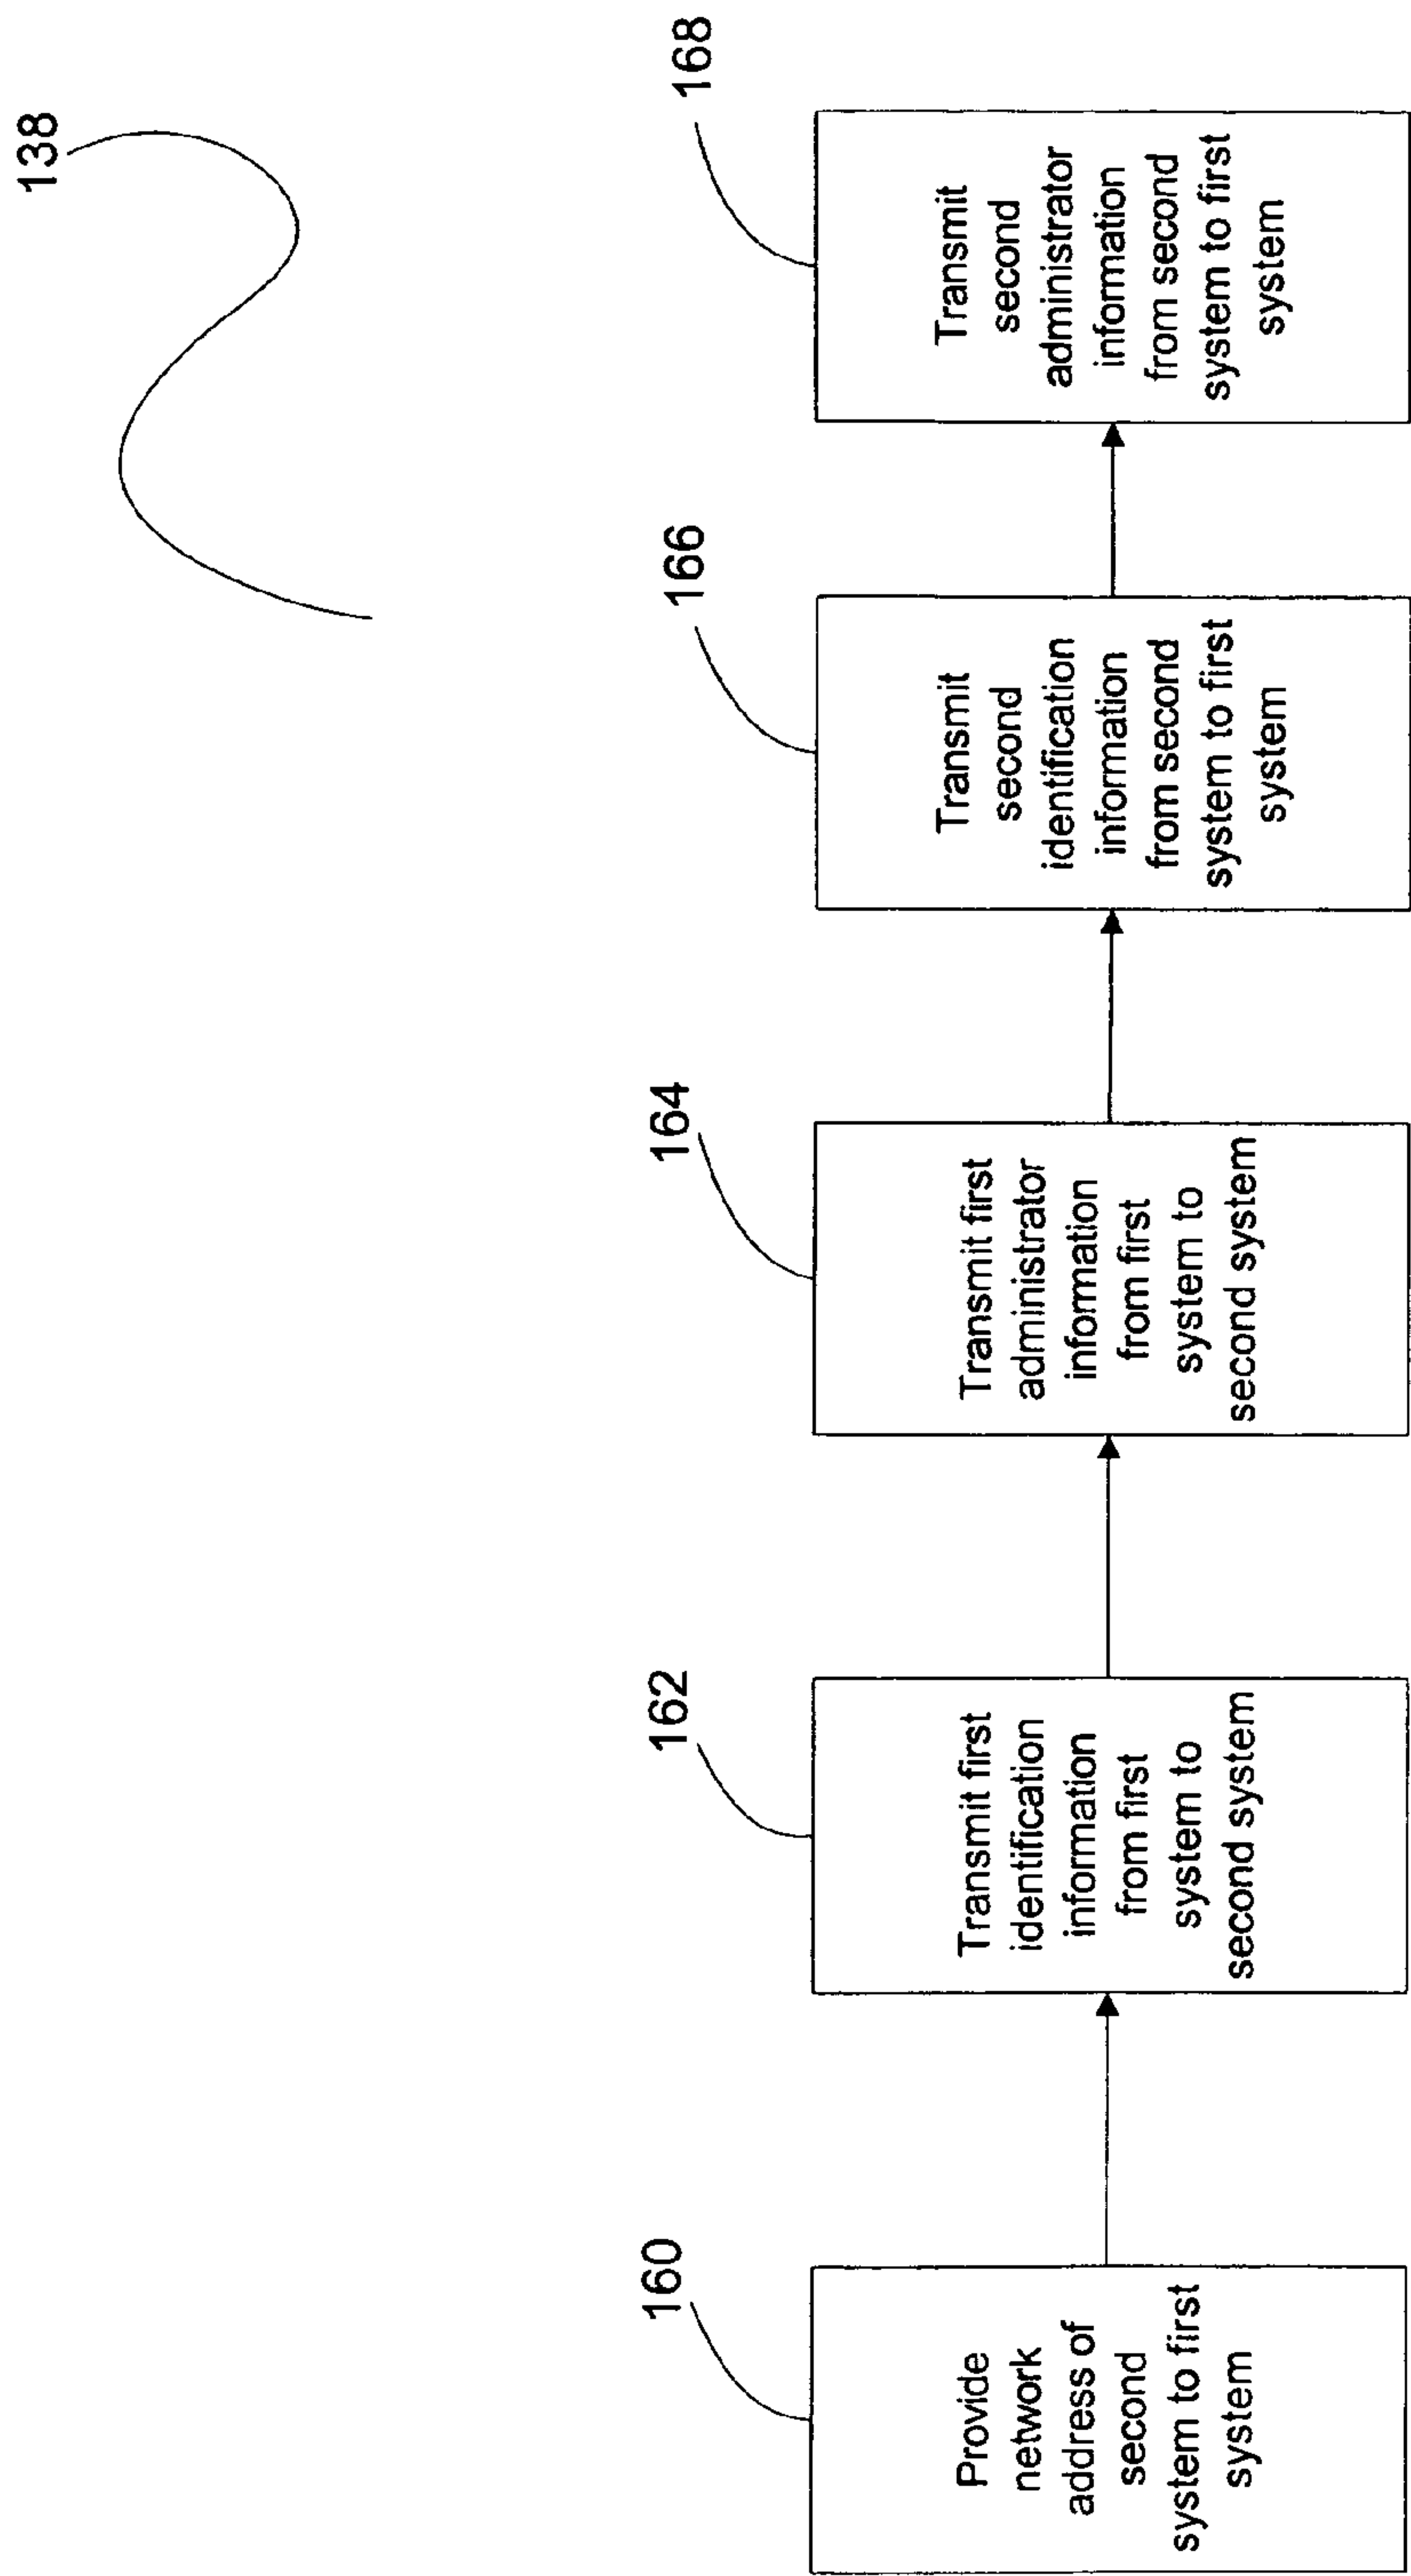 138
160
Provide
network
address of
second
system to first
system
162
Transmit first
identification
information
from first
system to
second system
164
Transmit first
administrator
information
from first
system to
second system
166
Transmit
second
identification
information
from second
system to first
system
168
Transmit
second
administrator
information
from second
system to first
system